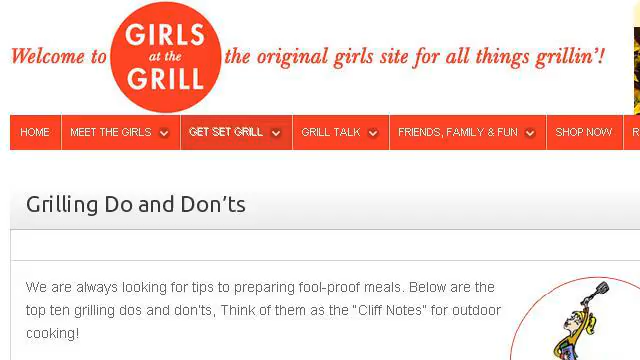 GIRLS
at the
GRILL
Welcome to the original girls site for all things grillin'!
HOME MEET THE GIRLS GET SET GRILL GRILL TALK FRIENDS, FAMILY & FUN SHOP NOW
Grilling Do and Don'ts
We are always looking for tips to preparing fool-proof meals. Below are the
top ten grilling dos and don'ts, Think of them as the "Cliff Notes" for outdoor
cooking!